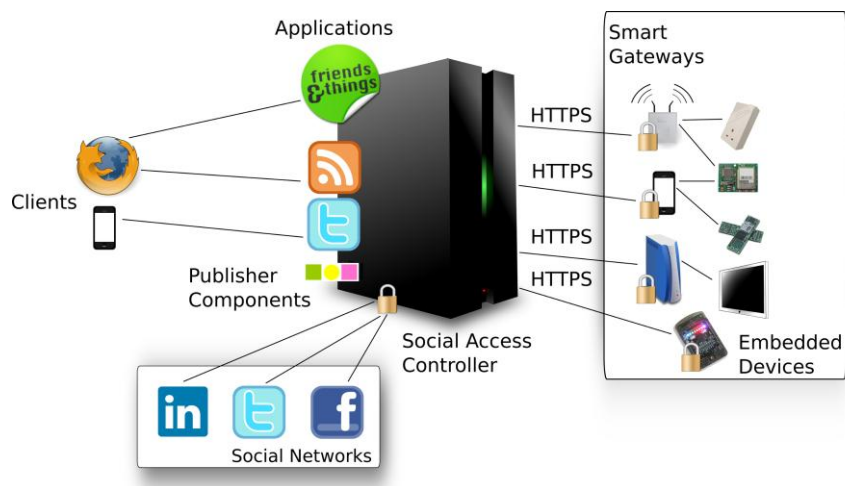 Applications
friends
&things
Clients
Publisher
Components
Social Access
Controller
in
t
f
Social Networks
HTTPS
HTTPS
HTTPS
HTTPS
Smart
Gateways
Embedded
Devices
t